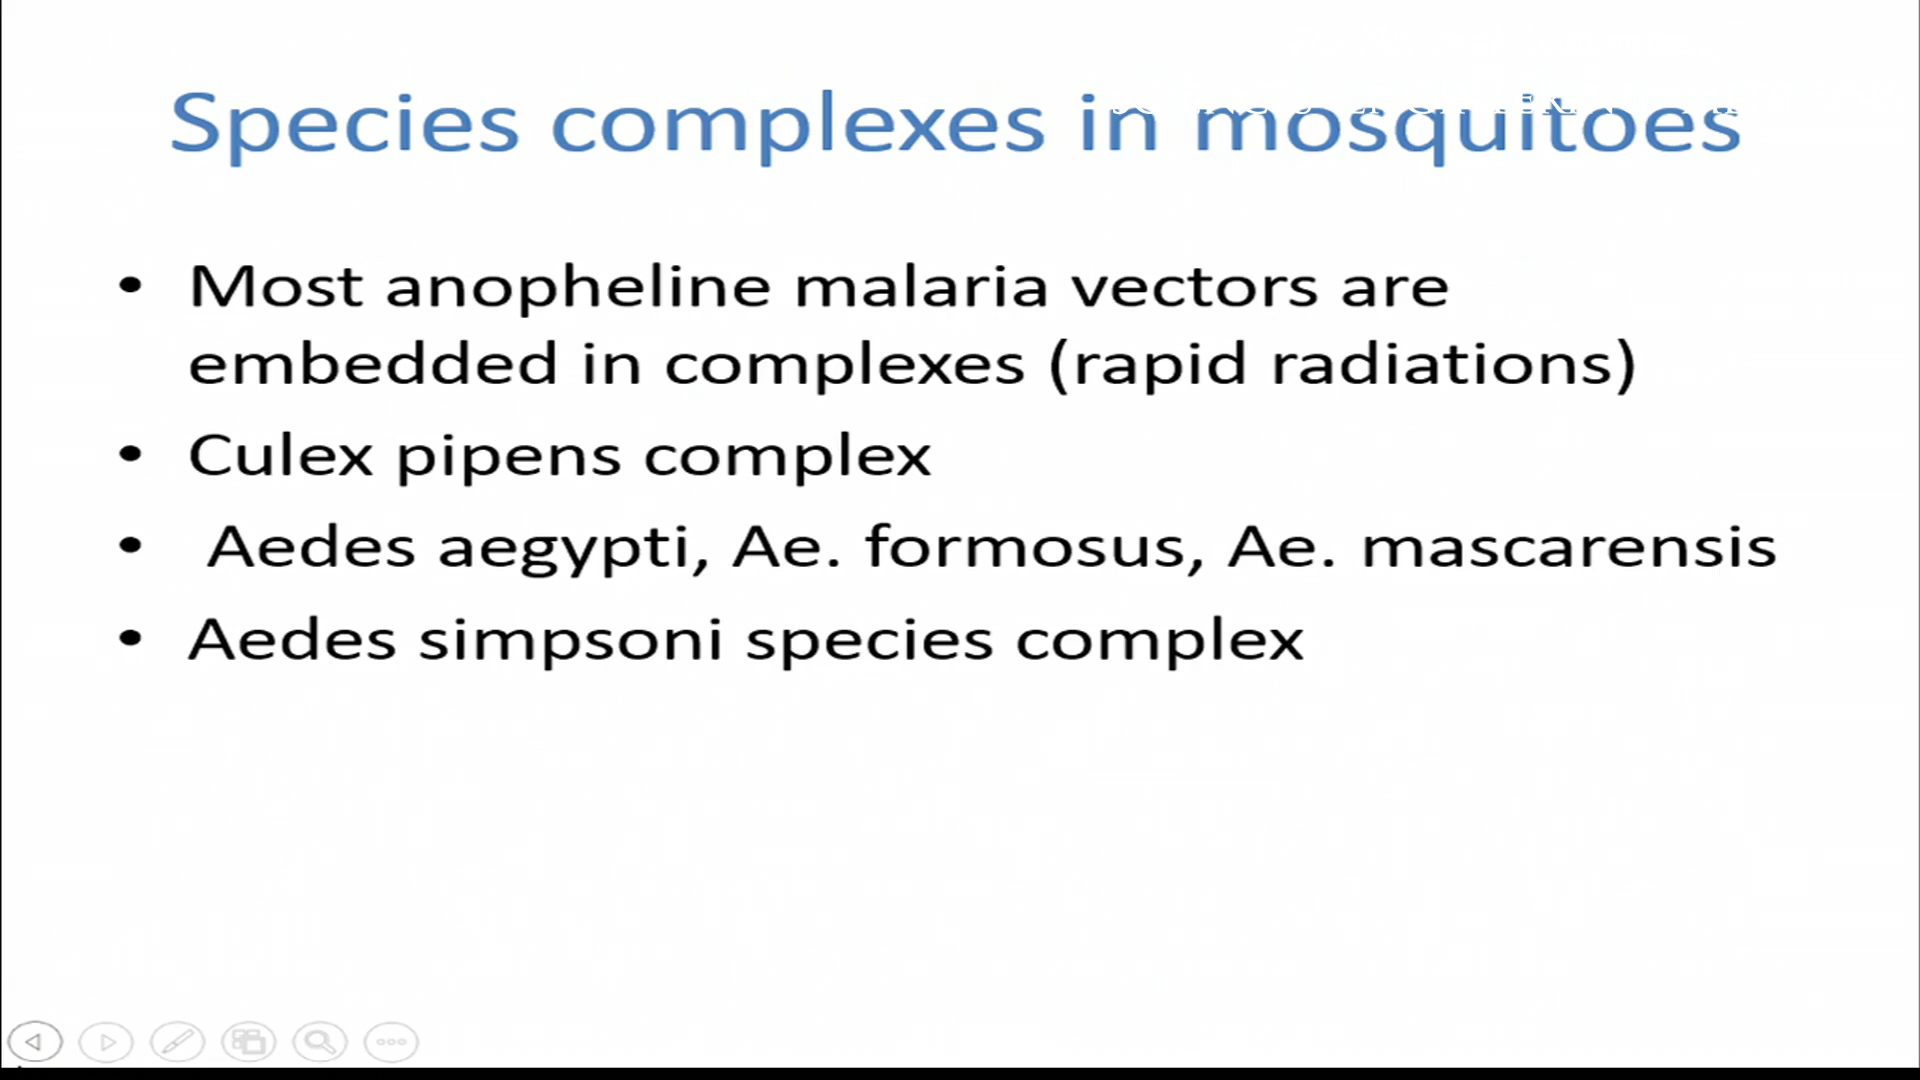 Species complexes in mosquitoes
• Most anopheline malaria vectors are
embedded in complexes (rapid radiations)
• Culex pipens complex
• Aedes aegypti, Ae. formosus, Ae. mascarensis
• Aedes simpsoni species complex